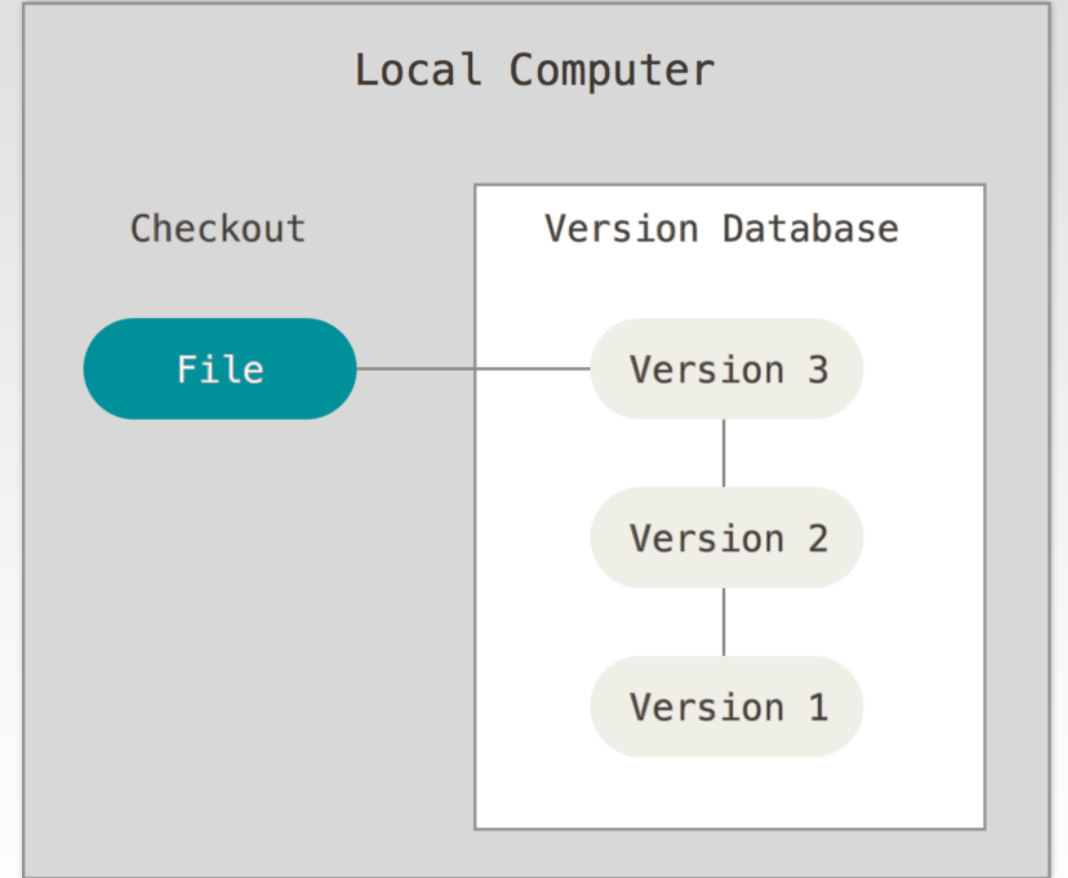 Local Computer
Checkout
Version Database
File
Version 3
Version 2
Version 1